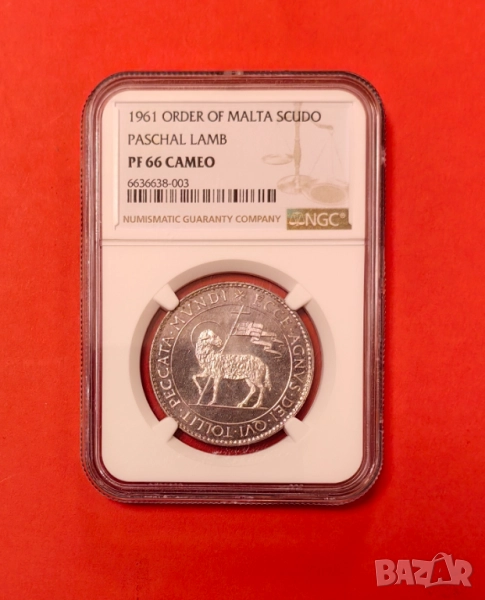 1961 ORDER OF MALTA SCUDO
PASCHAL LAMB
PF 66 CAMEO
6636638-003
NUMISMATIC GUARANTY COMPANY
NGC
ECCE·AGNVS·DEI·QVI·TOLLIT·PECCATA·MVNDI
BAZAR